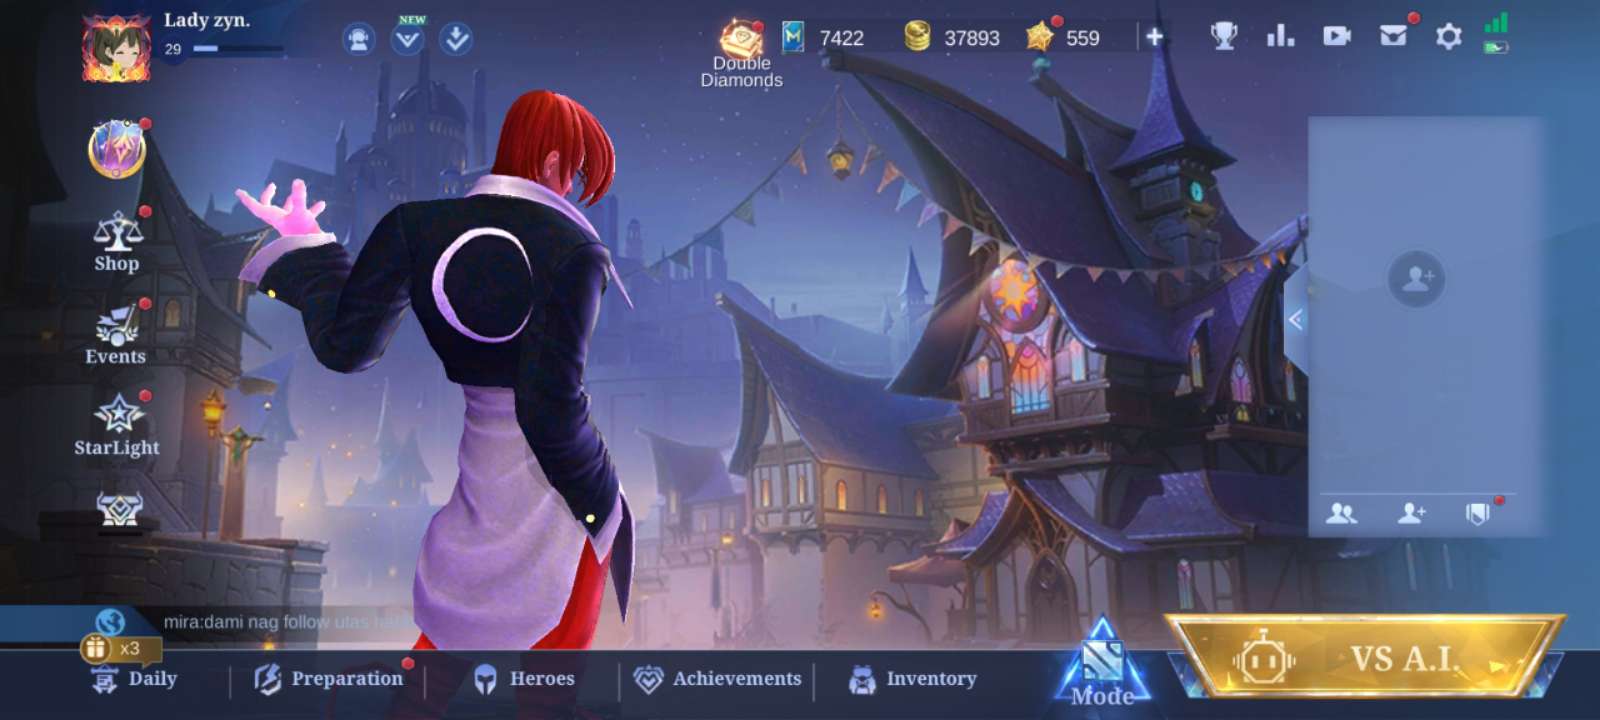 Lady zyn.
29
NEW
7422
37893
559
Double
Diamonds
Shop
Events
StarLight
mira:dami nag follow utas
x3
Daily
Preparation
Heroes
Achievements
Inventory
Mode
VS A.I.